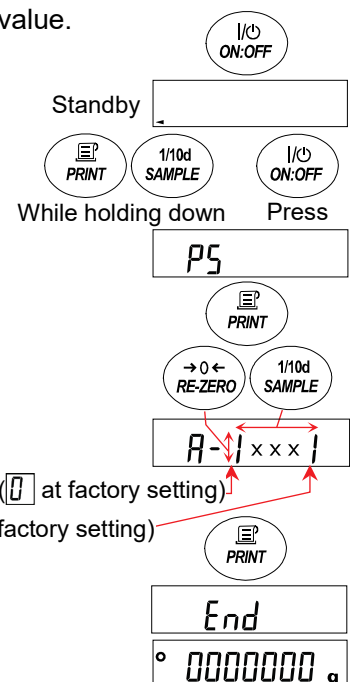 value.
I/⏻
ON:OFF
Standby
PRINT
1/10d
SAMPLE
I/⏻
ON:OFF
While holding down Press
PS
PRINT
→0←
RE-ZERO
1/10d
SAMPLE
A-1xxx1
(0 at factory setting)
factory setting)
PRINT
End
0000000 g